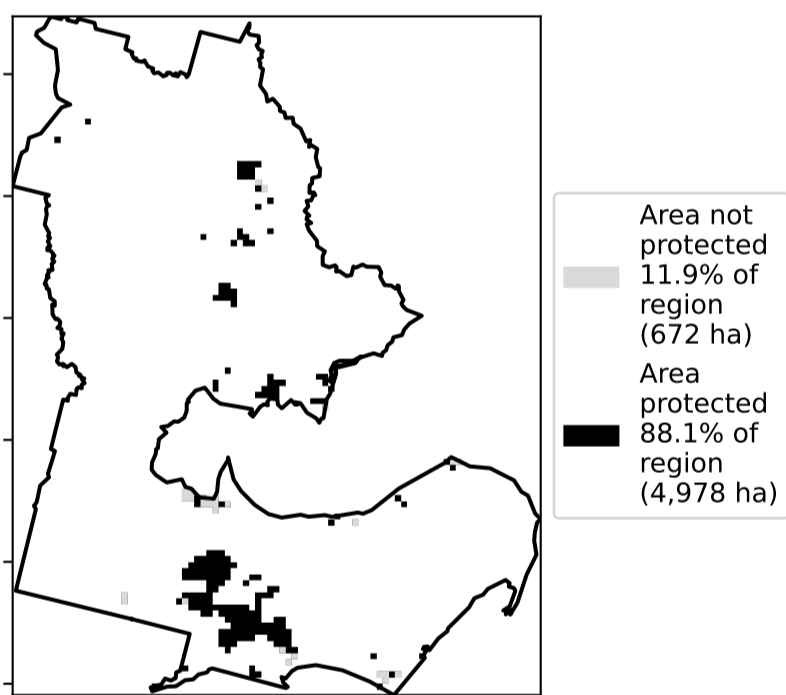 Area not
protected
11.9% of
region
(672 ha)
Area
protected
88.1% of
region
(4,978 ha)